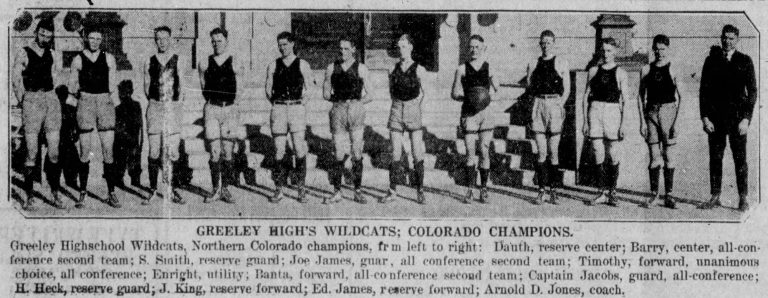 GREELEY HIGH'S WILDCATS; COLORADO CHAMPIONS.
Greeley Highschool Wildcats, Northern Colorado champions, fr m left to right: Dauth, reserve center; Barry, center, all-con-
ference second team; S. Smith, reserve guard; Joe James, guar, all conference second team; Timothy, forward, unanimous
choice, all conference; Enright, utility; Banta, forward, all-conference second team; Captain Jacobs, guard, all-conference;
H. Heck, reserve guard; J. King, reserve forward; Ed. James, reserve forward; Arnold D. Jones, coach.